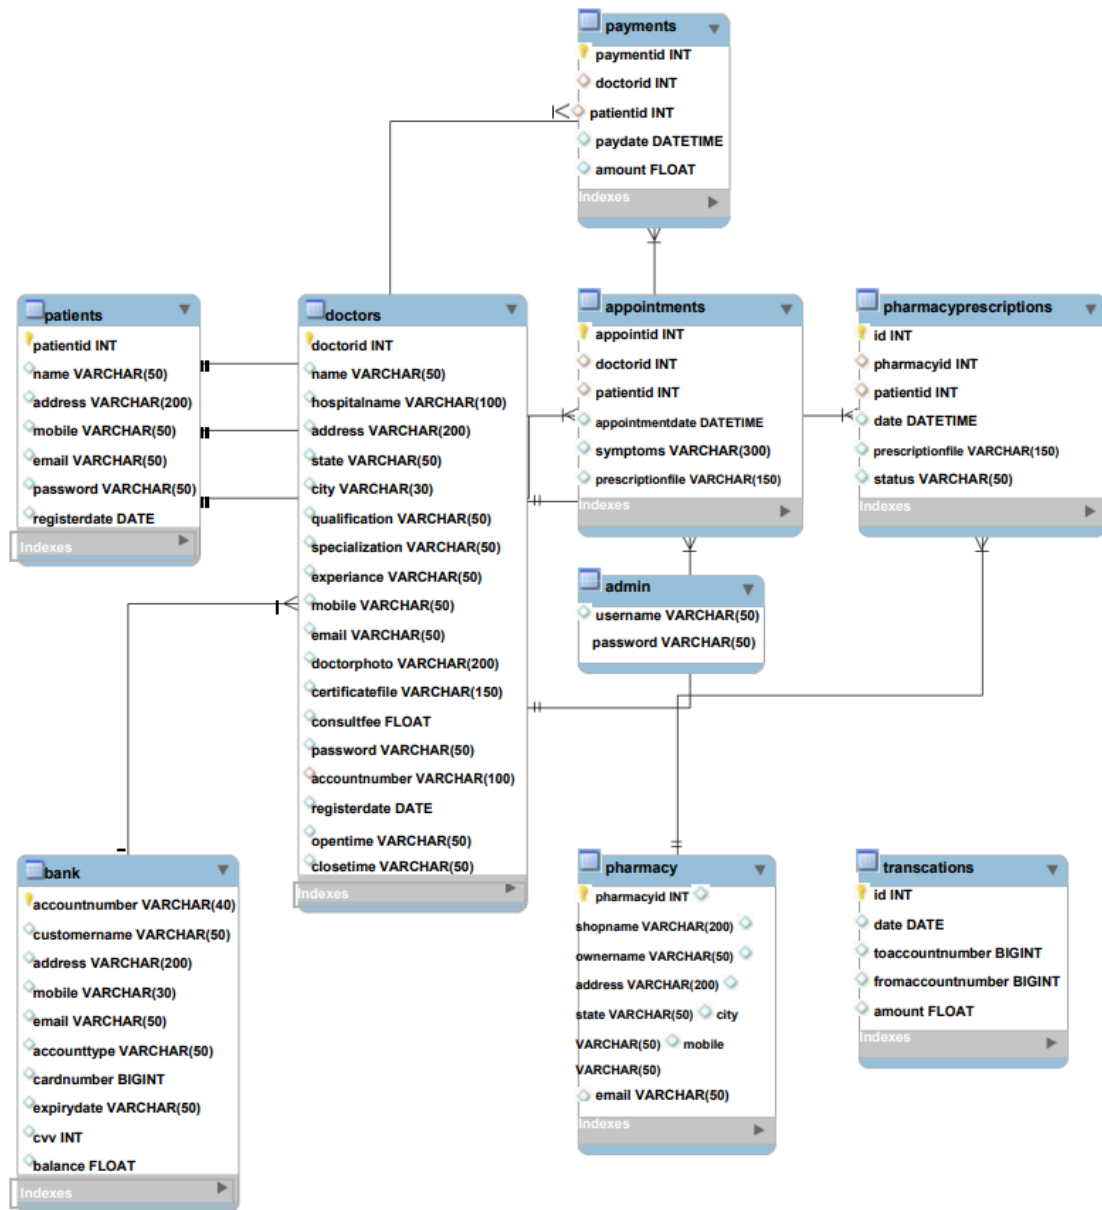 payments
paymentid INT
doctorid INT
patientid INT
paydate DATETIME
amount FLOAT
Indexes
patients
patientid INT
name VARCHAR(50)
address VARCHAR(200)
mobile VARCHAR(50)
email VARCHAR(50)
password VARCHAR(50)
registerdate DATE
Indexes
doctors
doctorid INT
name VARCHAR(50)
hospitalname VARCHAR(100)
address VARCHAR(200)
state VARCHAR(50)
city VARCHAR(30)
qualification VARCHAR(50)
specialization VARCHAR(50)
experiance VARCHAR(50)
mobile VARCHAR(50)
email VARCHAR(50)
doctorphoto VARCHAR(200)
certificatefile VARCHAR(150)
consultfee FLOAT
password VARCHAR(50)
accountnumber VARCHAR(100)
registerdate DATE
opentime VARCHAR(50)
closetime VARCHAR(50)
Indexes
appointments
appointid INT
doctorid INT
patientid INT
appointmentdate DATETIME
symptoms VARCHAR(300)
prescriptionfile VARCHAR(150)
Indexes
pharmacyprescriptions
id INT
pharmacyid INT
patientid INT
date DATETIME
prescriptionfile VARCHAR(150)
status VARCHAR(50)
Indexes
admin
username VARCHAR(50)
password VARCHAR(50)
bank
accountnumber VARCHAR(40)
customername VARCHAR(50)
address VARCHAR(200)
mobile VARCHAR(30)
email VARCHAR(50)
accounttype VARCHAR(50)
cardnumber BIGINT
expirydate VARCHAR(50)
cvv INT
balance FLOAT
Indexes
pharmacy
pharmacyid INT
shopname VARCHAR(200)
ownername VARCHAR(50)
address VARCHAR(200)
state VARCHAR(50) city
VARCHAR(50) mobile
VARCHAR(50)
email VARCHAR(50)
Indexes
transcations
id INT
date DATE
toaccountnumber BIGINT
fromaccountnumber BIGINT
amount FLOAT
Indexes